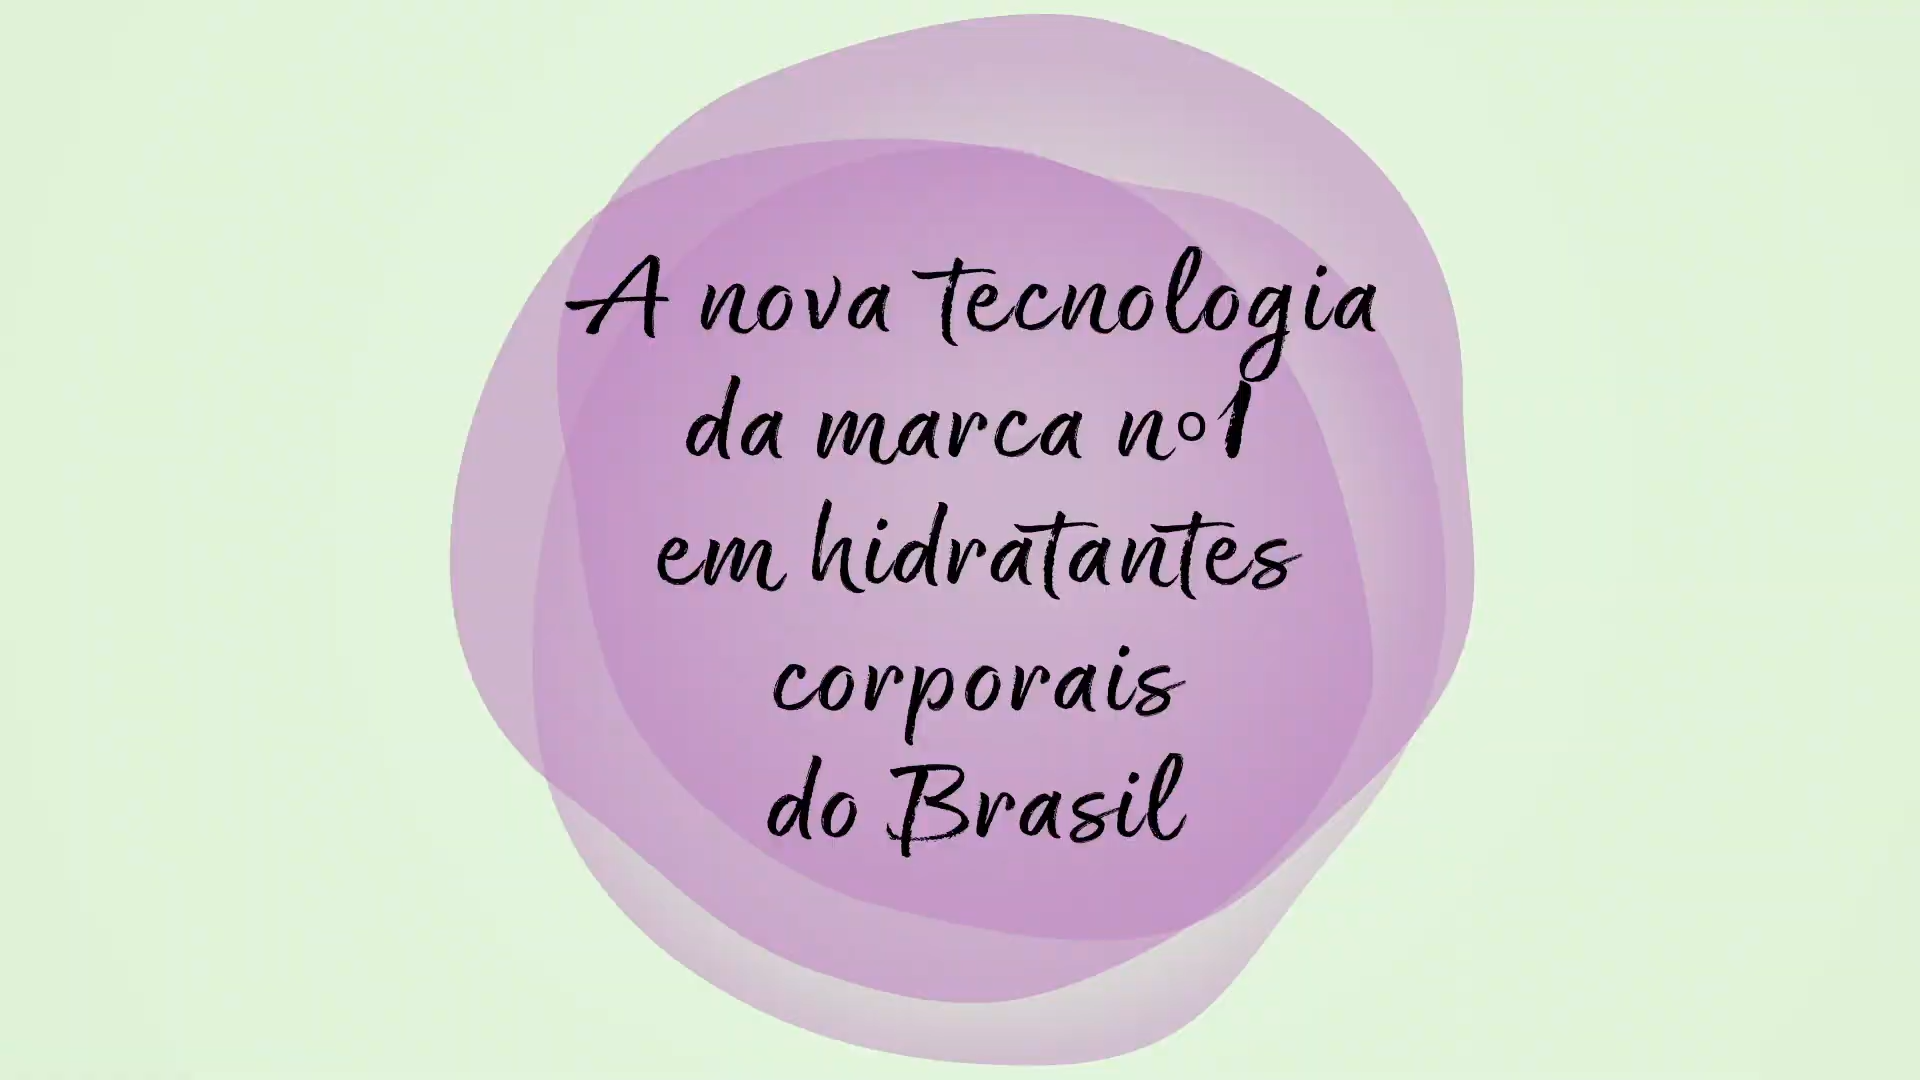 A nova tecnologia
da marca nº1
em hidratantes
corporais
do Brasil